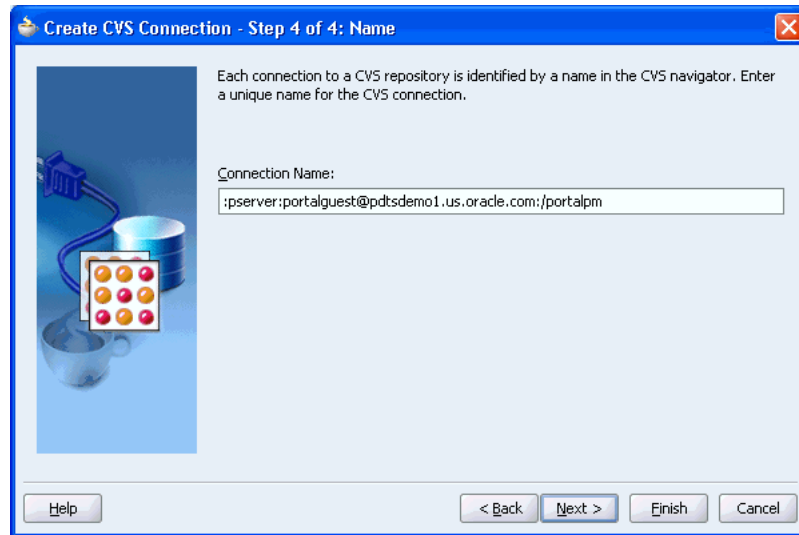 Create CVS Connection - Step 4 of 4: Name
Each connection to a CVS repository is identified by a name in the CVS navigator. Enter
a unique name for the CVS connection.
Connection Name:
:pserver:portalguest@pdtsdemo1.us.oracle.com:/portalpm
Help
< Back
Next >
Finish
Cancel